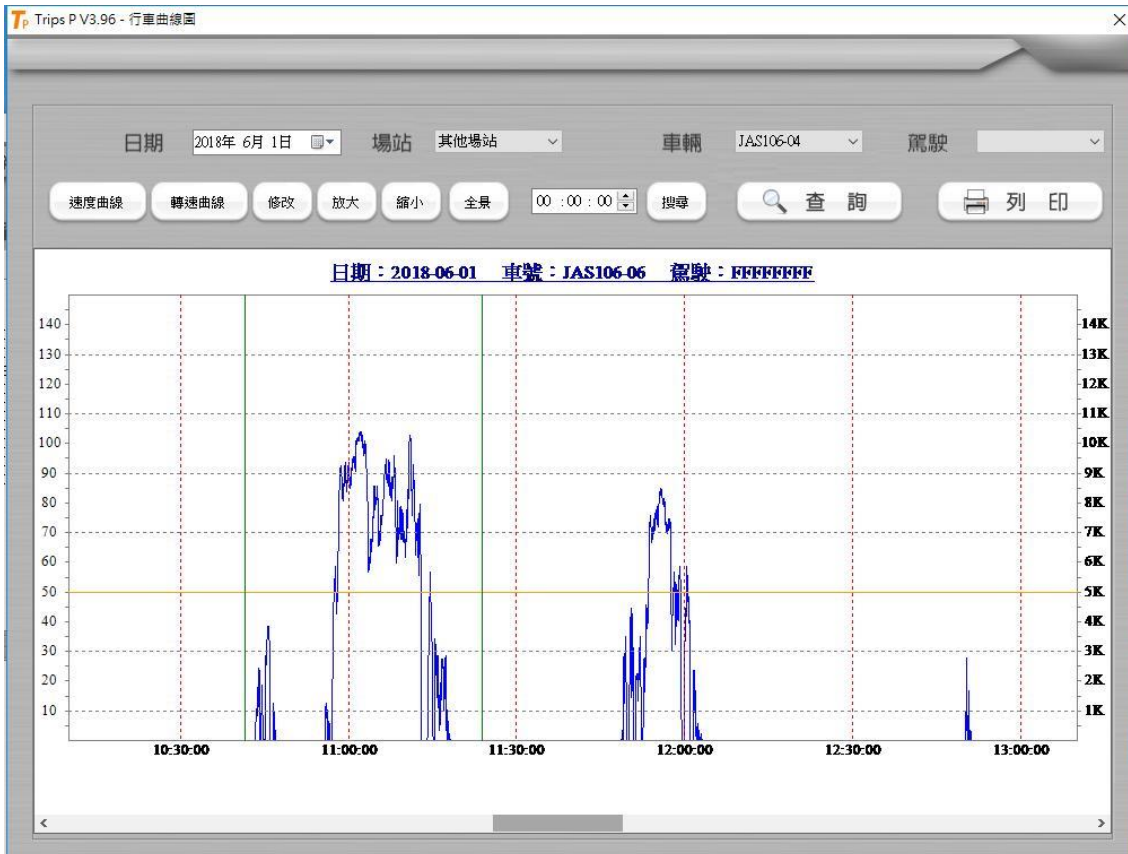 Tp Trips P V3.96 - 行車曲線圖
日期 2018年 6月 1日 場站 其他場站 車輛 JAS106-04 駕駛
速度曲線 轉速曲線 修改 放大 縮小 全景 00 : 00 : 00 搜尋 查 詢 列 印
日期：2018-06-01 車號：JAS106-06 駕駛：FFFFFFFF
140 14K
130 13K
120 12K
110 11K
100 10K
90 9K
80 8K
70 7K
60 6K
50 5K
40 4K
30 3K
20 2K
10 1K
10:30:00 11:00:00 11:30:00 12:00:00 12:30:00 13:00:00